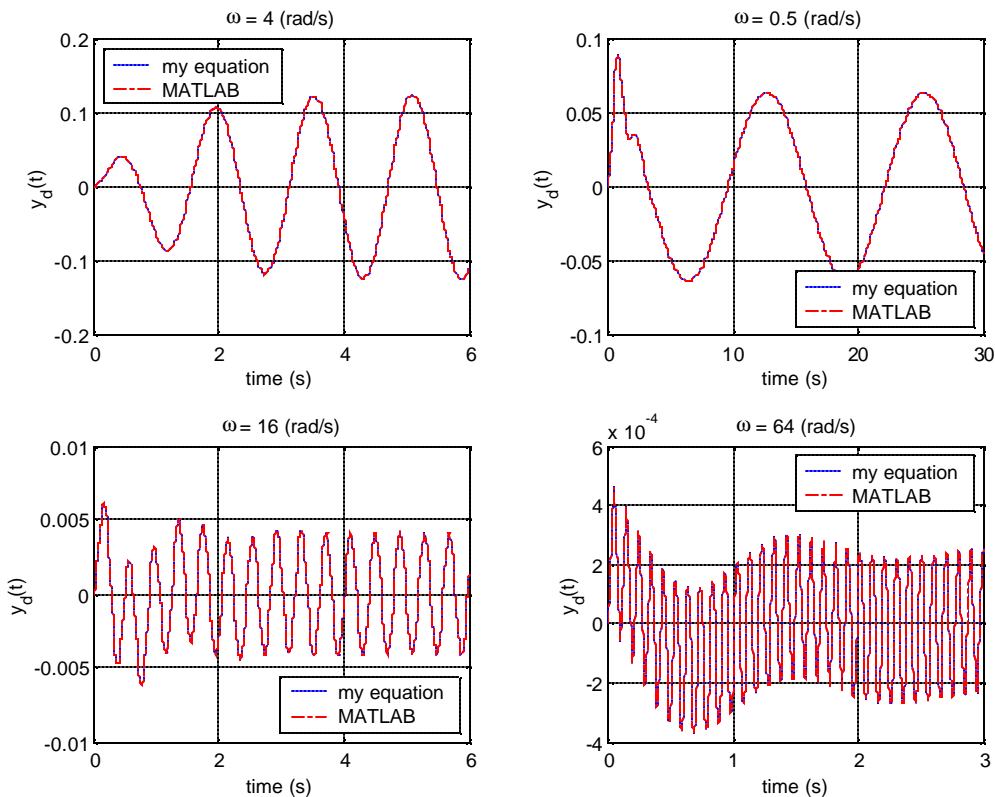 ω = 4 (rad/s)
0.2
0.1
0
-0.1
-0.2
y_d(t)
my equation
MATLAB
0 2 4 6
time (s)
ω = 0.5 (rad/s)
0.1
0.05
0
-0.05
-0.1
y_d(t)
my equation
MATLAB
0 10 20 30
time (s)
ω = 16 (rad/s)
0.01
0.005
0
-0.005
-0.01
y_d(t)
my equation
MATLAB
0 2 4 6
time (s)
x 10^-4
ω = 64 (rad/s)
6
4
2
0
-2
-4
y_d(t)
my equation
MATLAB
0 1 2 3
time (s)